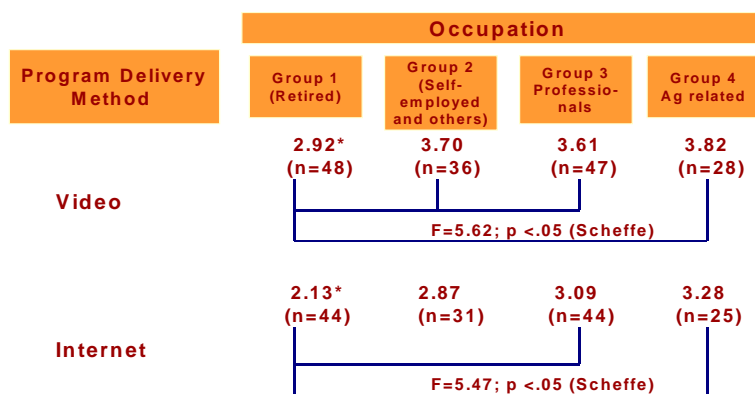 Occupation
Program Delivery
Method
Group 1
(Retired)
Group 2
(Self-
employed
and others)
Group 3
Professio-
nals
Group 4
Ag related
2.92* 3.70 3.61 3.82
(n=48) (n=36) (n=47) (n=28)
Video
F=5.62; p <.05 (Scheffe)
2.13* 2.87 3.09 3.28
(n=44) (n=31) (n=44) (n=25)
Internet
F=5.47; p <.05 (Scheffe)